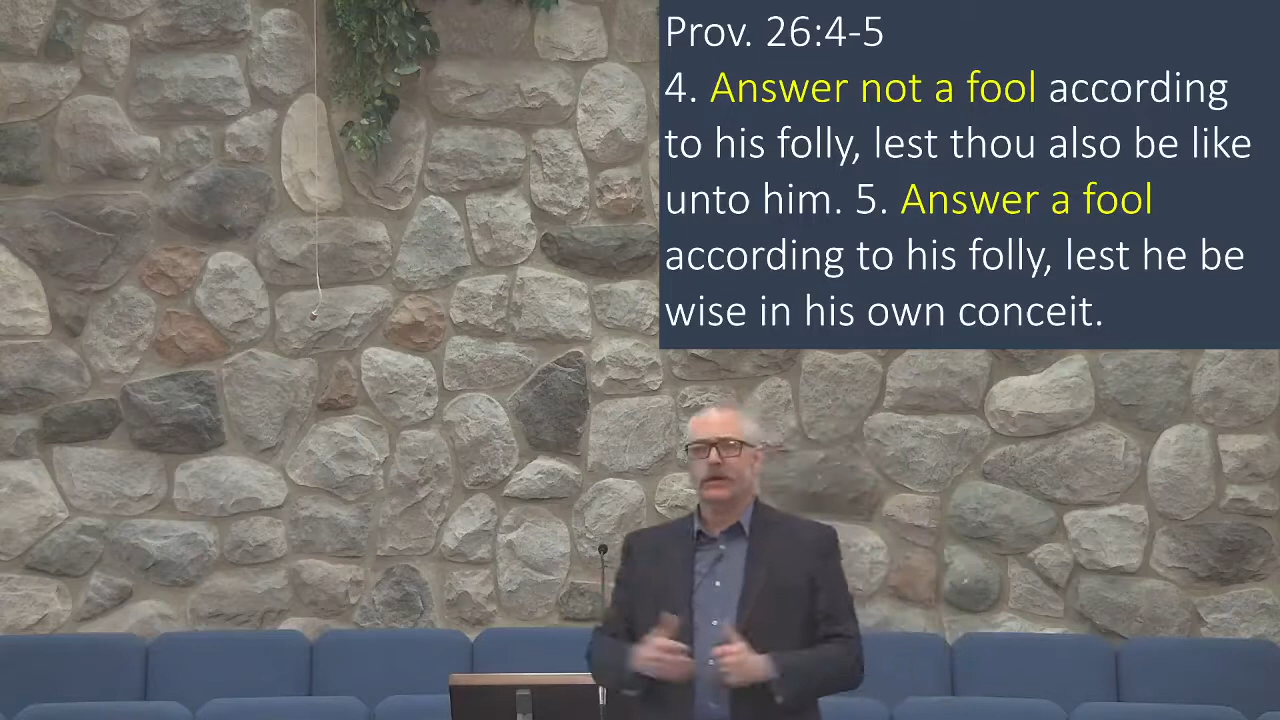 Prov. 26:4-5
4. Answer not a fool according
to his folly, lest thou also be like
unto him. 5. Answer a fool
according to his folly, lest he be
wise in his own conceit.